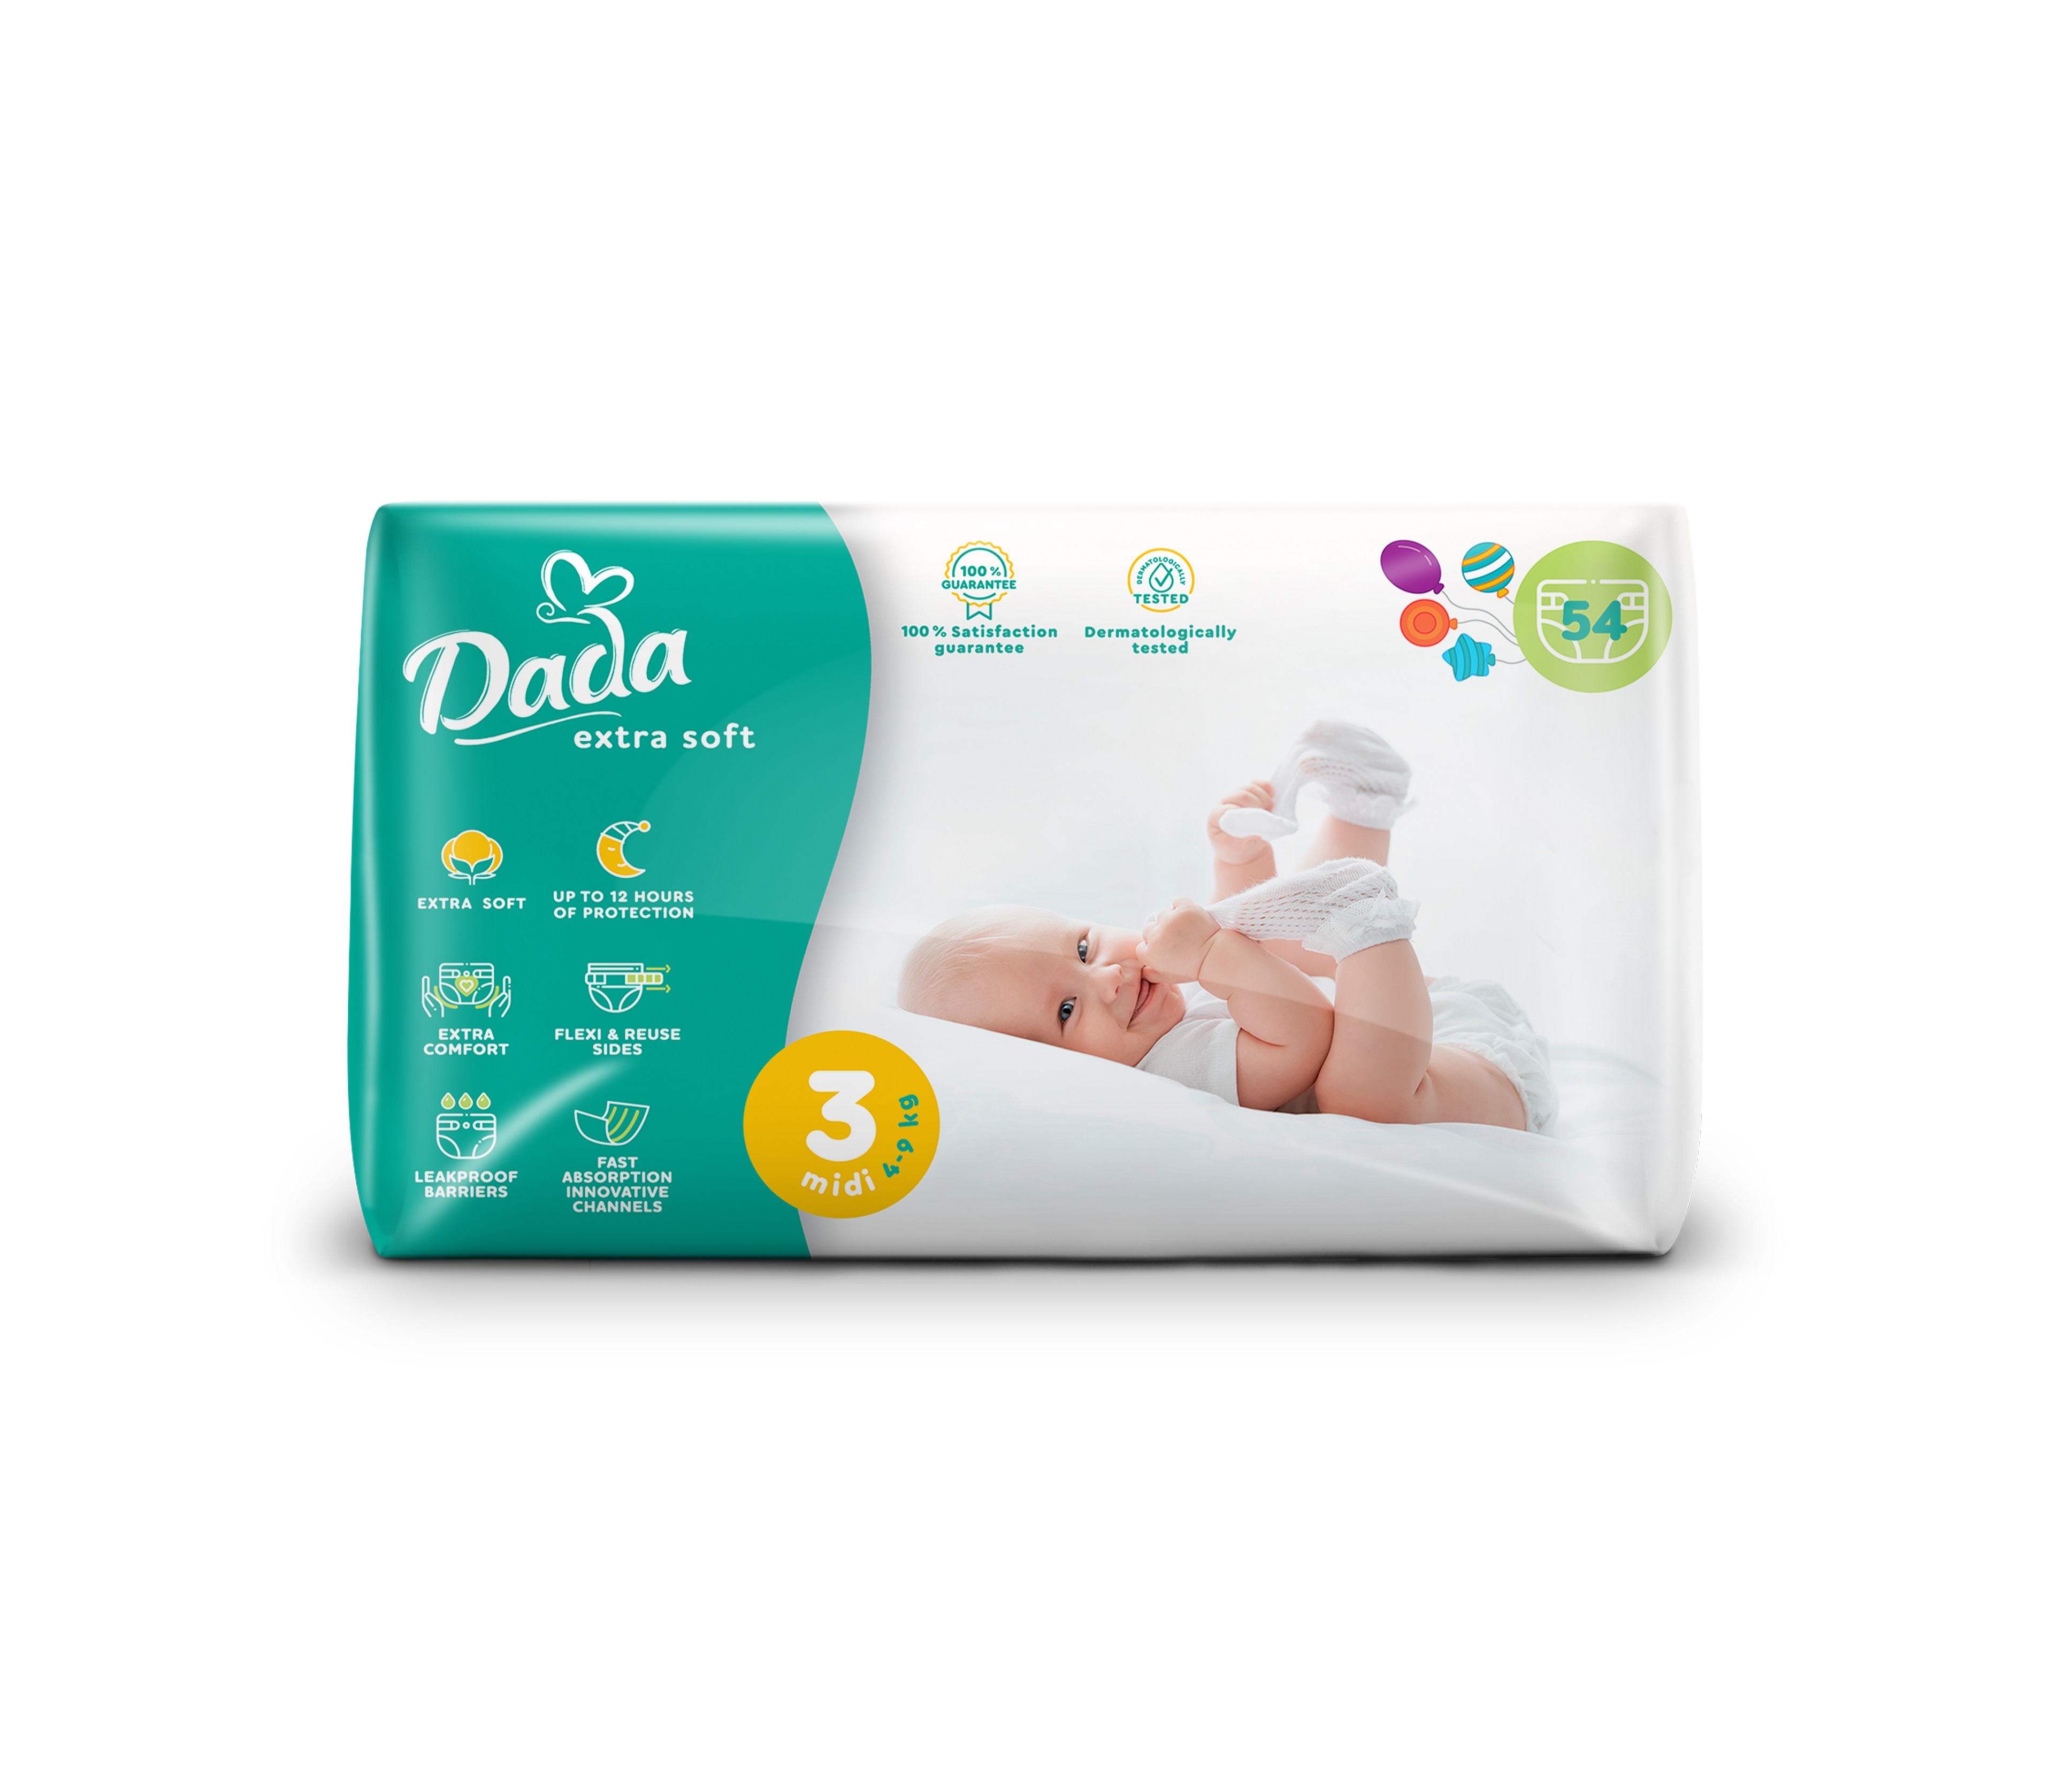 Dada
extra soft
EXTRA SOFT
UP TO 12 HOURS
OF PROTECTION
EXTRA
COMFORT
FLEXI & REUSE
SIDES
LEAKPROOF
BARRIERS
FAST
ABSORPTION
INNOVATIVE
CHANNELS
3
midi 4-9 kg
100 %
GUARANTEE
100 % Satisfaction
guarantee
DERMATOLOGICALLY
TESTED
Dermatologically
tested
54